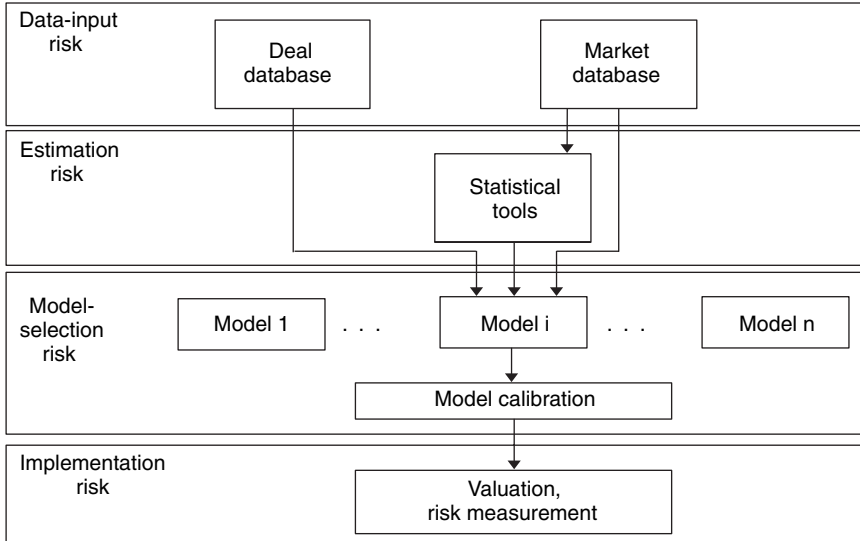 Data-input
risk
Deal
database
Market
database
Estimation
risk
Statistical
tools
Model-
selection
risk
Model 1
. . .
Model i
. . .
Model n
Model calibration
Implementation
risk
Valuation,
risk measurement